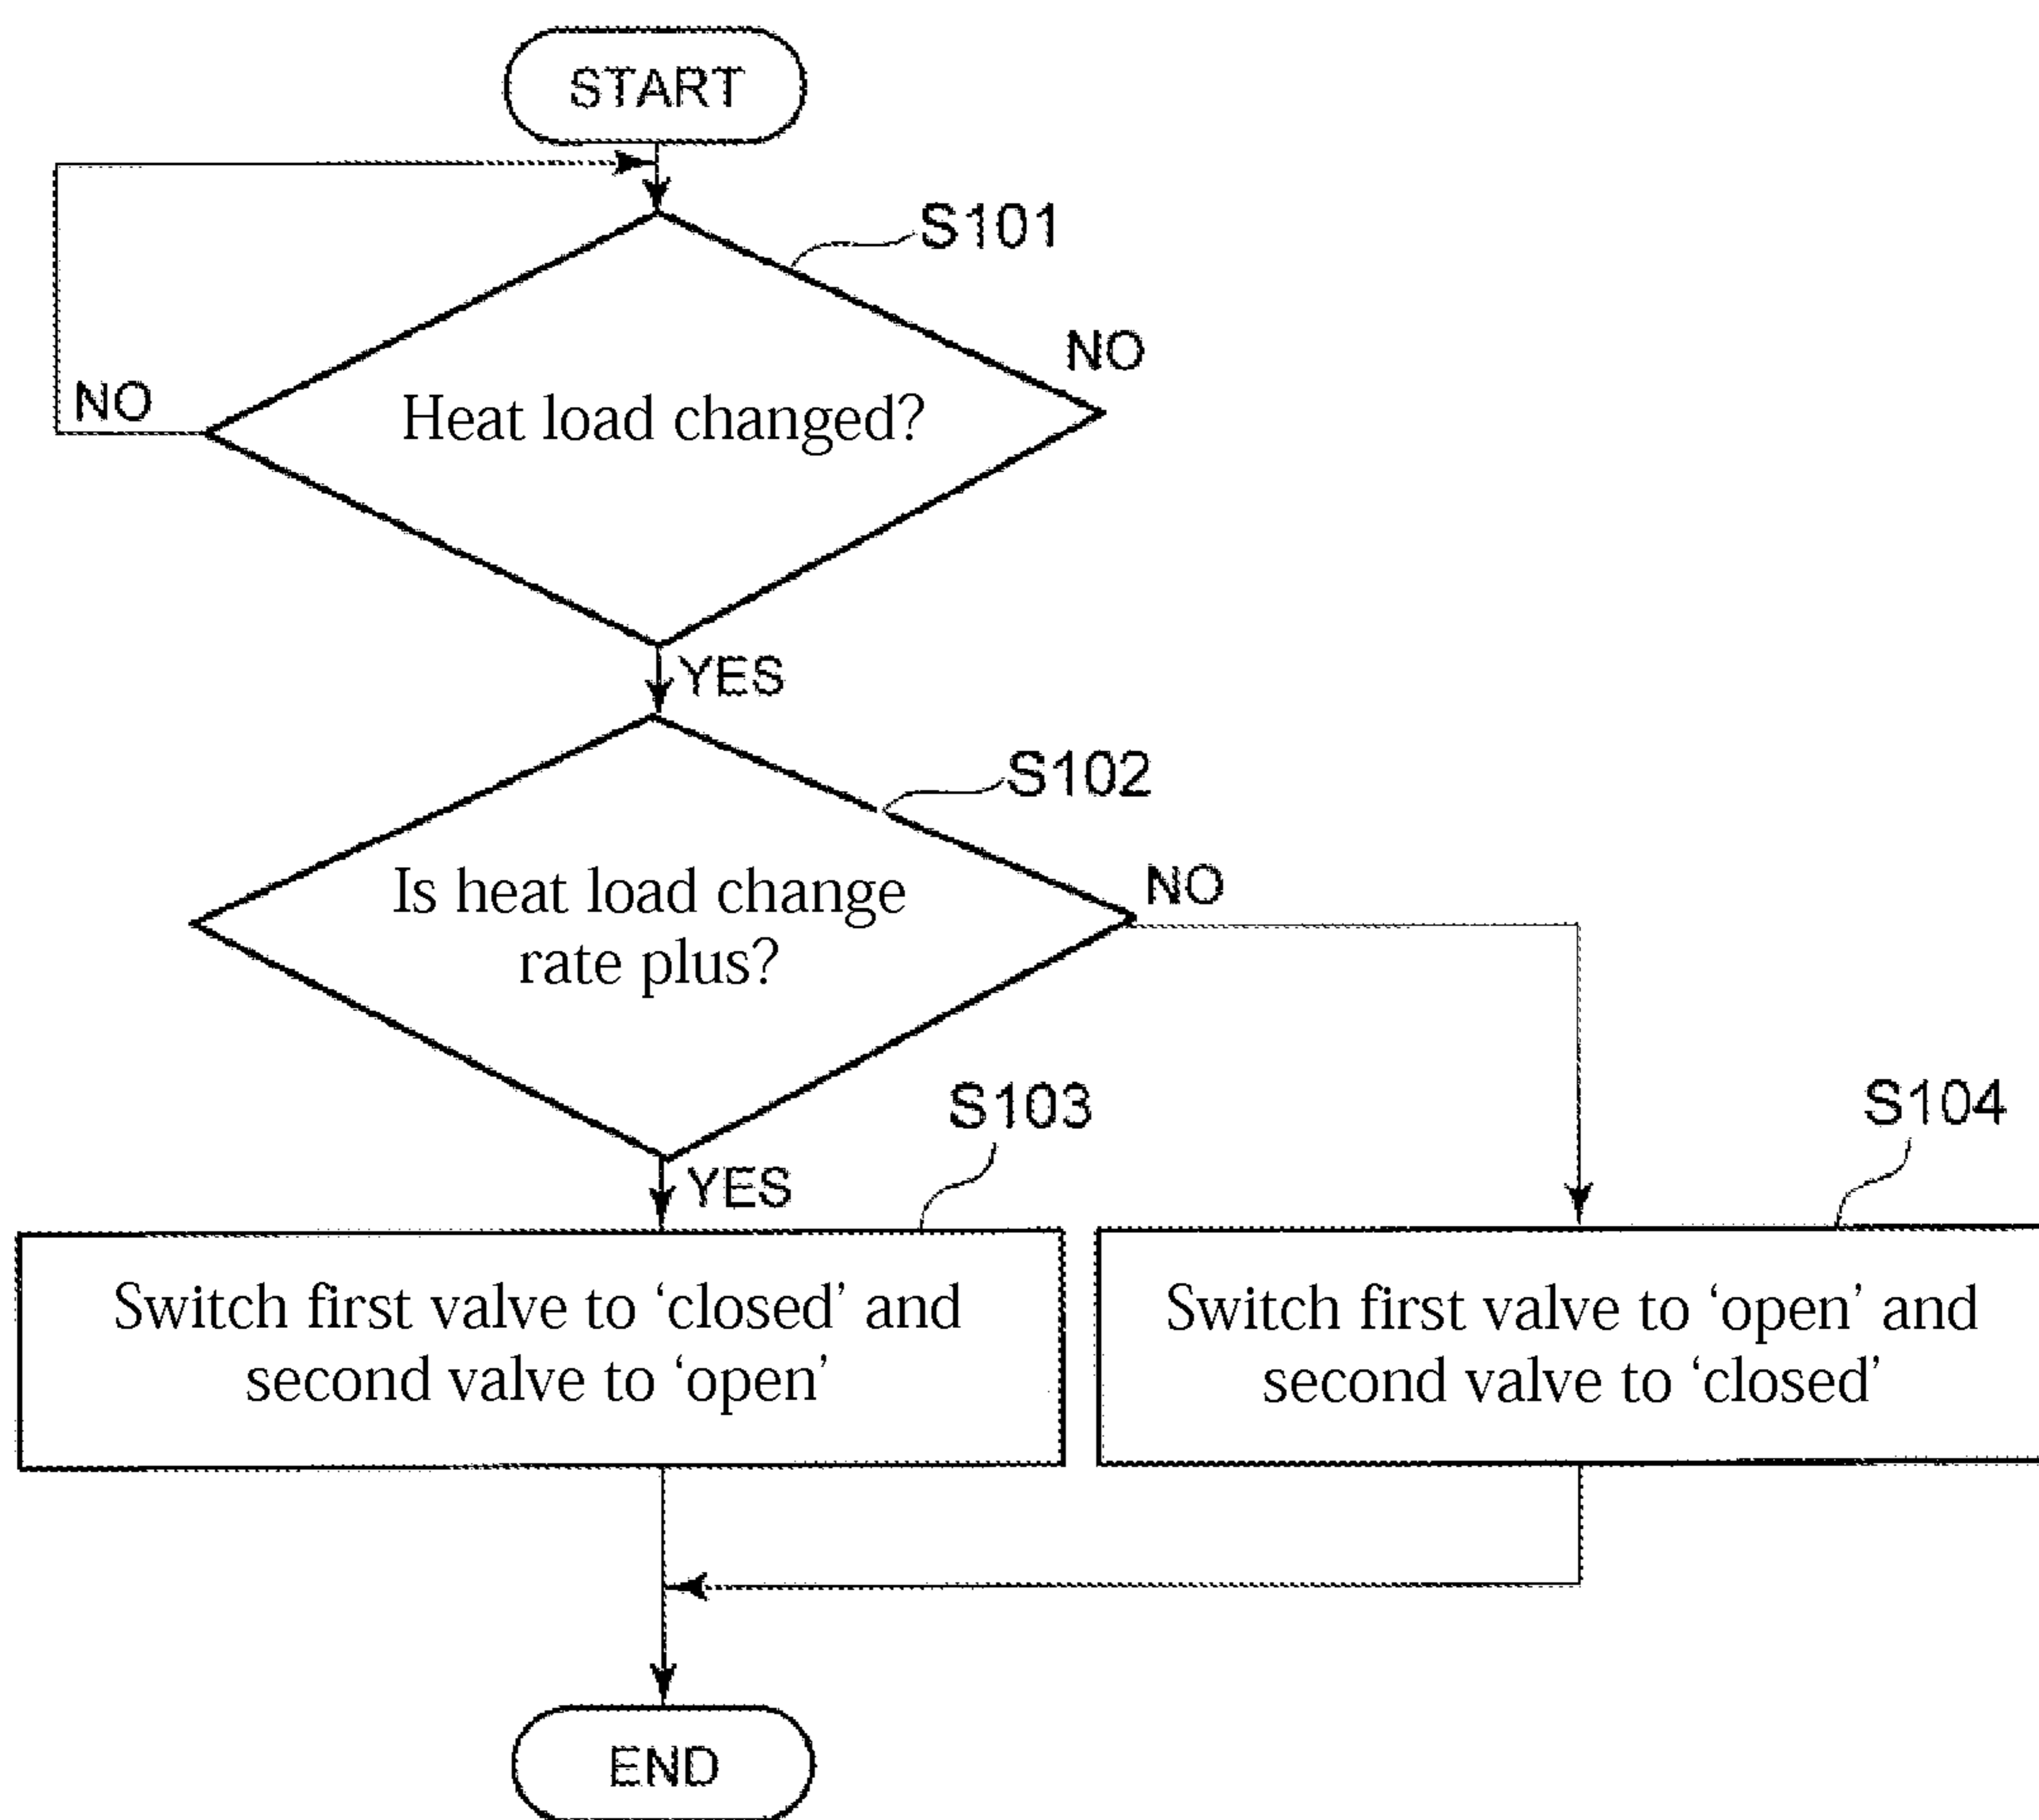 START
S101
NO
NO
Heat load changed?
YES
S102
NO
Is heat load change
rate plus?
S103
S104
YES
Switch first valve to ‘closed’ and
second valve to ‘open’
Switch first valve to ‘open’ and
second valve to ‘closed’
END